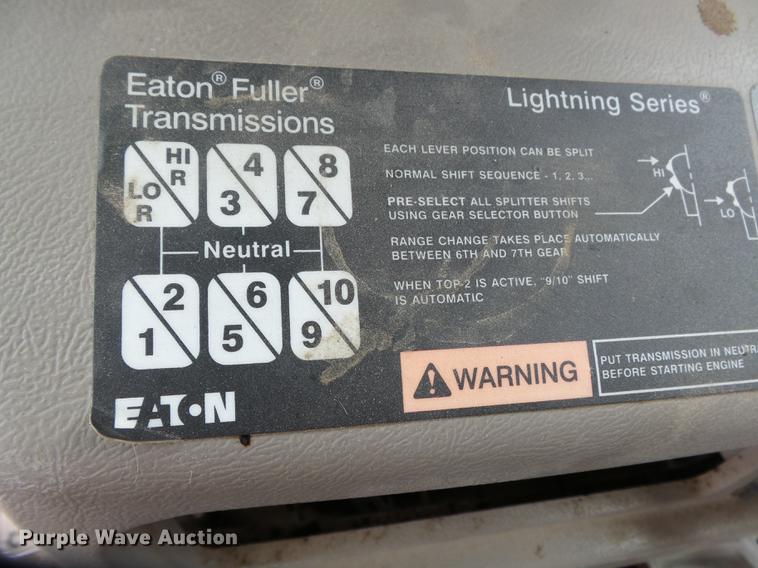 Eaton® Fuller®
Transmissions
Lightning Series®
HI
R
LO
R
4
3
8
7
Neutral
2
1
6
5
10
9
EATON
EACH LEVER POSITION CAN BE SPLIT
NORMAL SHIFT SEQUENCE - 1, 2, 3...
PRE-SELECT ALL SPLITTER SHIFTS
USING GEAR SELECTOR BUTTON
RANGE CHANGE TAKES PLACE AUTOMATICALLY
BETWEEN 6TH AND 7TH GEAR
WHEN TOP-2 IS ACTIVE, "9/10" SHIFT
IS AUTOMATIC
HI
LO
WARNING
PUT TRANSMISSION IN
BEFORE STARTING ENGINE
Purple Wave Auction